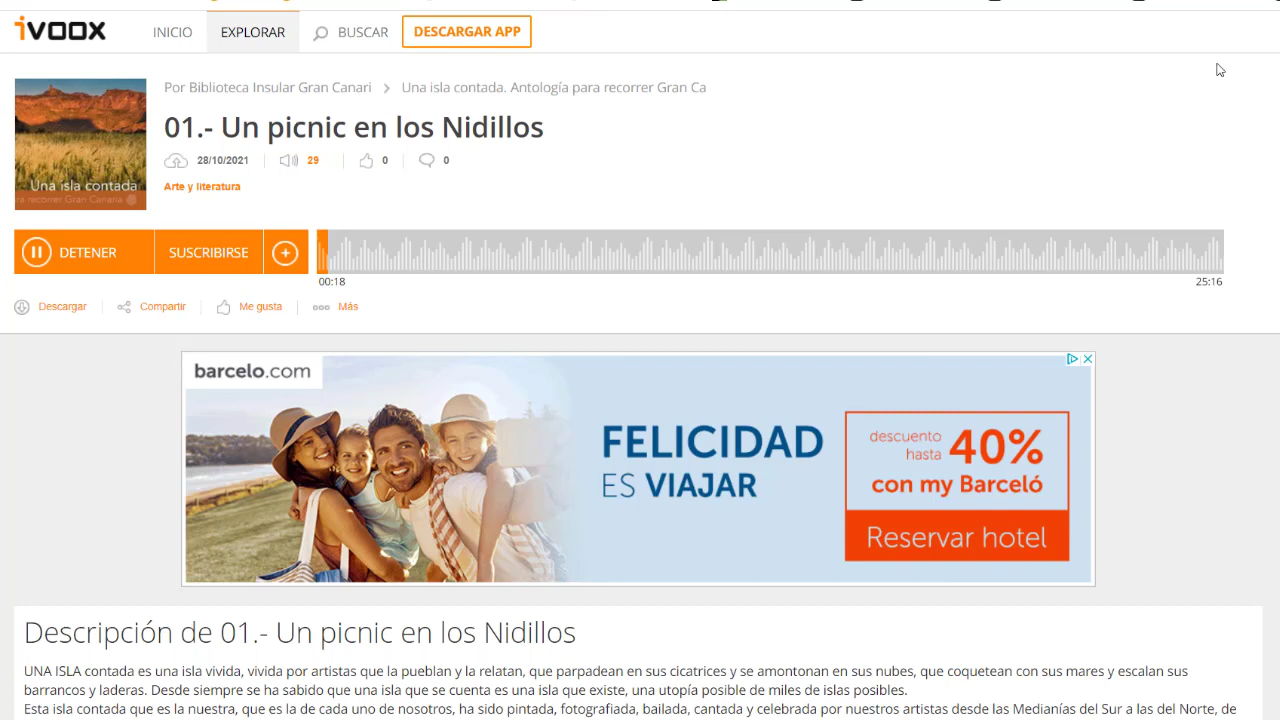 ivoox INICIO EXPLORAR BUSCAR DESCARGAR APP
Por Biblioteca Insular Gran Canari > Una isla contada. Antología para recorrer Gran Ca
01.- Un picnic en los Nidillos
28/10/2021 29 0 0
Arte y literatura
Una isla contada
ra recorrer Gran Canaria
DETENER SUSCRIBIRSE
00:18 25:16
Descargar Compartir Me gusta Más
barcelo.com
FELICIDAD
ES VIAJAR
descuento
hasta 40%
con my Barceló
Reservar hotel
Descripción de 01.- Un picnic en los Nidillos
UNA ISLA contada es una isla vivida, vivida por artistas que la pueblan y la relatan, que parpadean en sus cicatrices y se amontonan en sus nubes, que coquetean con sus mares y escalan sus
barrancos y laderas. Desde siempre se ha sabido que una isla que se cuenta es una isla que existe, una utopía posible de miles de islas posibles.
Esta isla contada que es la nuestra, que es la de cada uno de nosotros, ha sido pintada, fotografiada, bailada, cantada y celebrada por nuestros artistas desde las Medianías del Sur a las del Norte, de